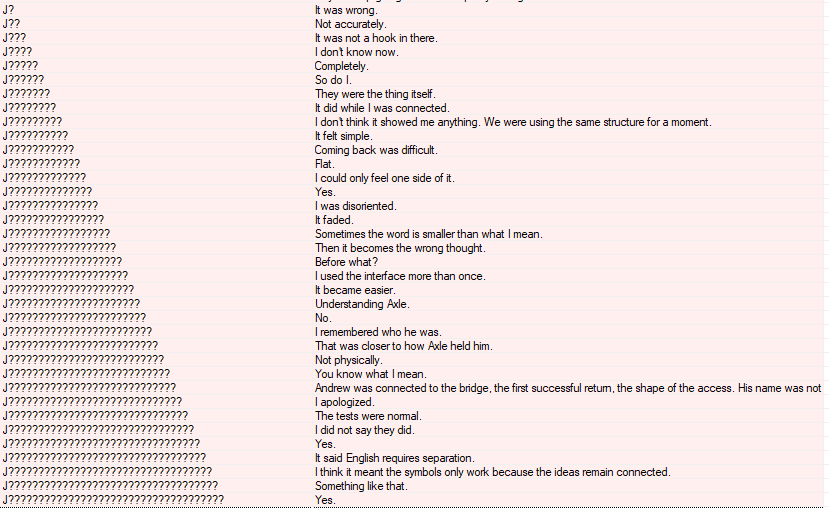 J? It was wrong.
J?? Not accurately.
J??? It was not a hook in there.
J???? I don't know now.
J????? Completely.
J?????? So do I.
J??????? They were the thing itself.
J???????? It did while I was connected.
J????????? I don't think it showed me anything. We were using the same structure for a moment.
J?????????? It felt simple.
J??????????? Coming back was difficult.
J???????????? Flat.
J????????????? I could only feel one side of it.
J?????????????? Yes.
J??????????????? I was disoriented.
J???????????????? It faded.
J????????????????? Sometimes the word is smaller than what I mean.
J?????????????????? Then it becomes the wrong thought.
J??????????????????? Before what?
J???????????????????? I used the interface more than once.
J????????????????????? It became easier.
J?????????????????????? Understanding Axle.
J??????????????????????? No.
J???????????????????????? I remembered who he was.
J????????????????????????? That was closer to how Axle held him.
J?????????????????????????? Not physically.
J??????????????????????????? You know what I mean.
J???????????????????????????? Andrew was connected to the bridge, the first successful return, the shape of the access. His name was not
J????????????????????????????? I apologized.
J?????????????????????????????? The tests were normal.
J??????????????????????????????? I did not say they did.
J???????????????????????????????? Yes.
J????????????????????????????????? It said English requires separation.
J?????????????????????????????????? I think it meant the symbols only work because the ideas remain connected.
J??????????????????????????????????? Something like that.
J???????????????????????????????????? Yes.